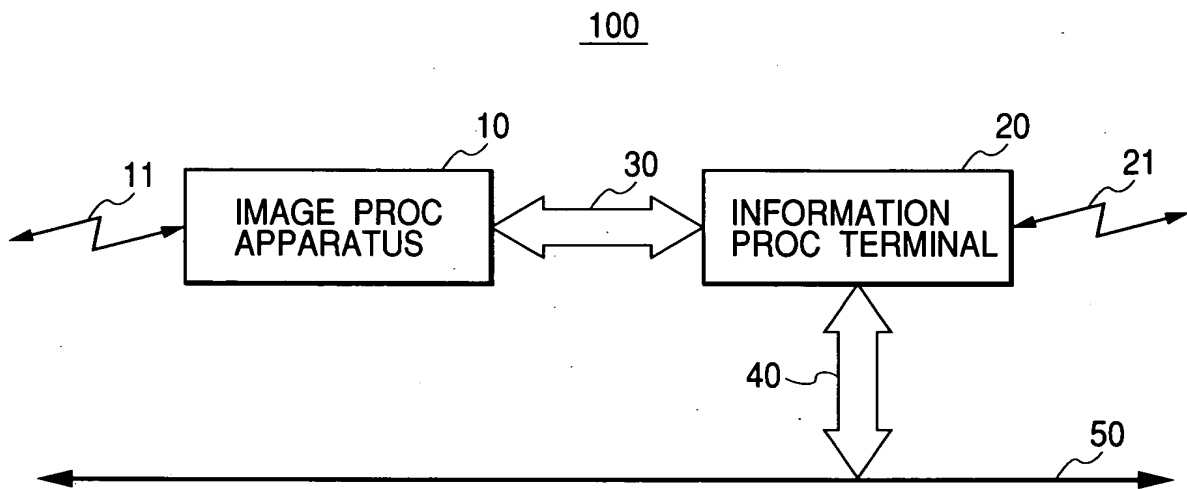 100
10
20
30
11
21
IMAGE PROC
APPARATUS
INFORMATION
PROC TERMINAL
40
50